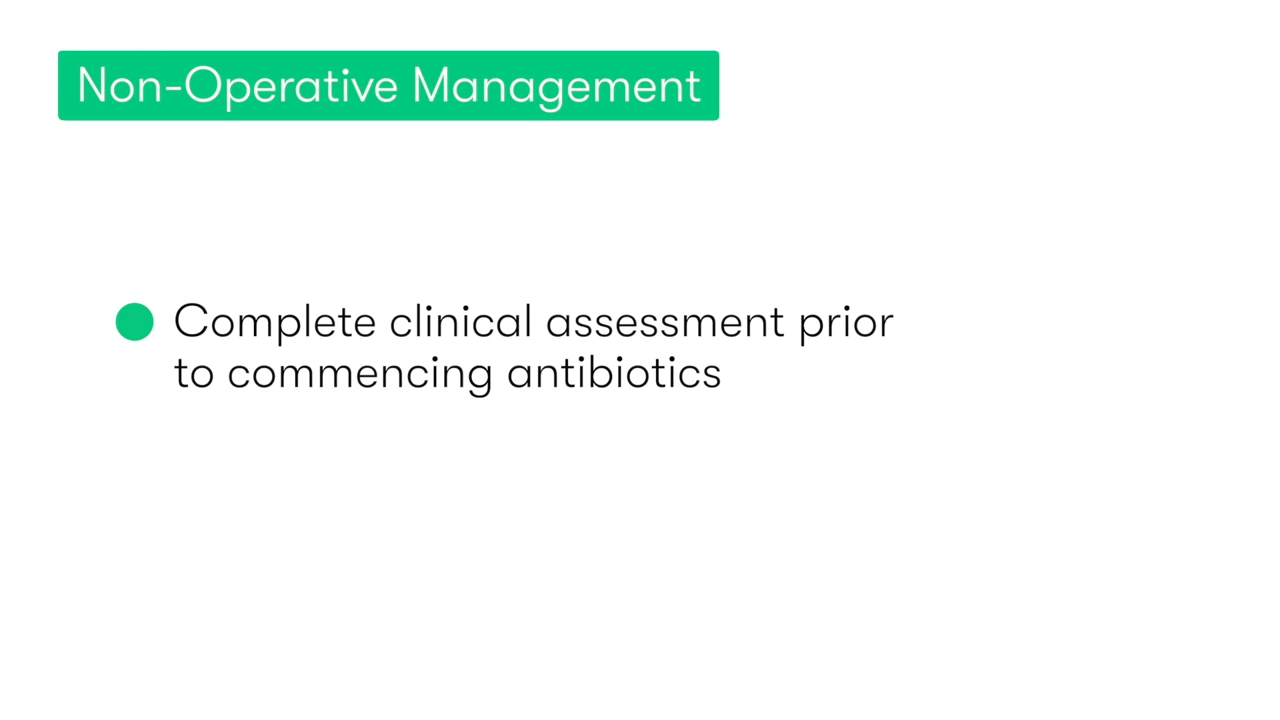 Non-Operative Management
Complete clinical assessment prior
to commencing antibiotics